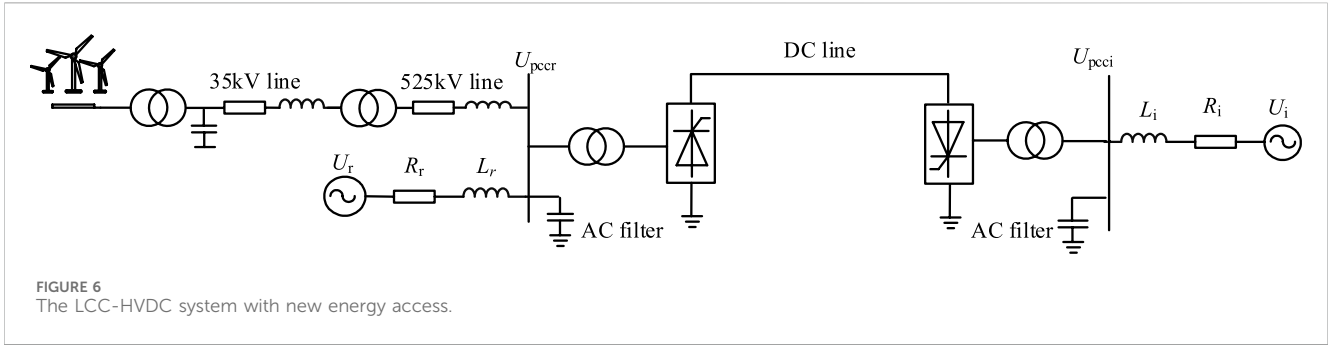 35kV line
525kV line
U_pccr
DC line
U_pcci
L_i
R_i
U_i
U_r
R_r
L_r
AC filter
AC filter
FIGURE 6
The LCC-HVDC system with new energy access.